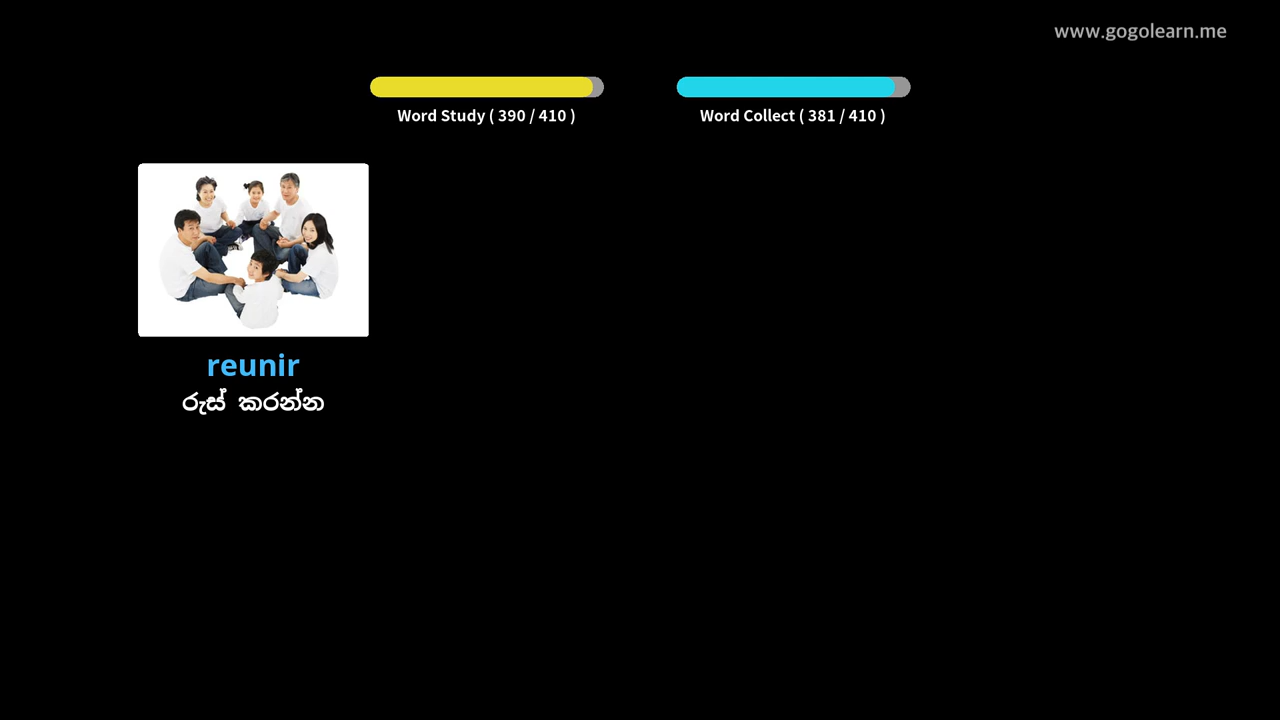 www.gogolearn.me
Word Study ( 390 / 410 )
Word Collect ( 381 / 410 )
reunir
රුස් කරන්න